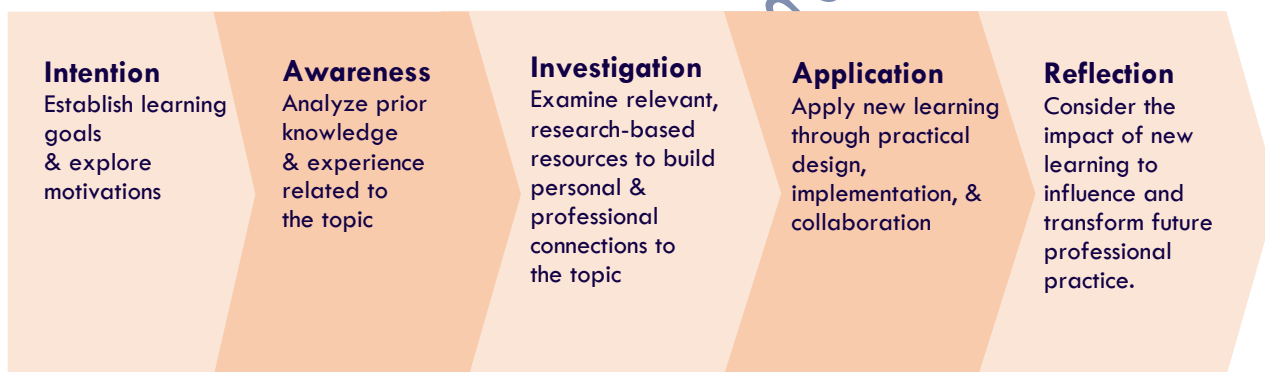 Intention
Establish learning
goals
& explore
motivations
Awareness
Analyze prior
knowledge
& experience
related to
the topic
Investigation
Examine relevant,
research-based
resources to build
personal &
professional
connections to
the topic
Application
Apply new learning
through practical
design,
implementation, &
collaboration
Reflection
Consider the
impact of new
learning to
influence and
transform future
professional
practice.